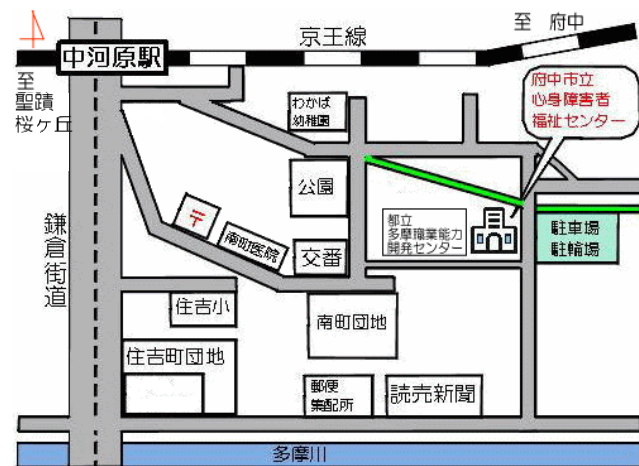 京王線
至 府中
中河原駅
至
聖蹟
桜ヶ丘
府中市立
心身障害者
福祉センター
わかば
幼稚園
公園
〒
南町医院
交番
都立
多摩職業能力
開発センター
駐車場
駐輪場
鎌倉街道
住吉小
南町団地
住吉町団地
郵便
集配所
読売新聞
多摩川